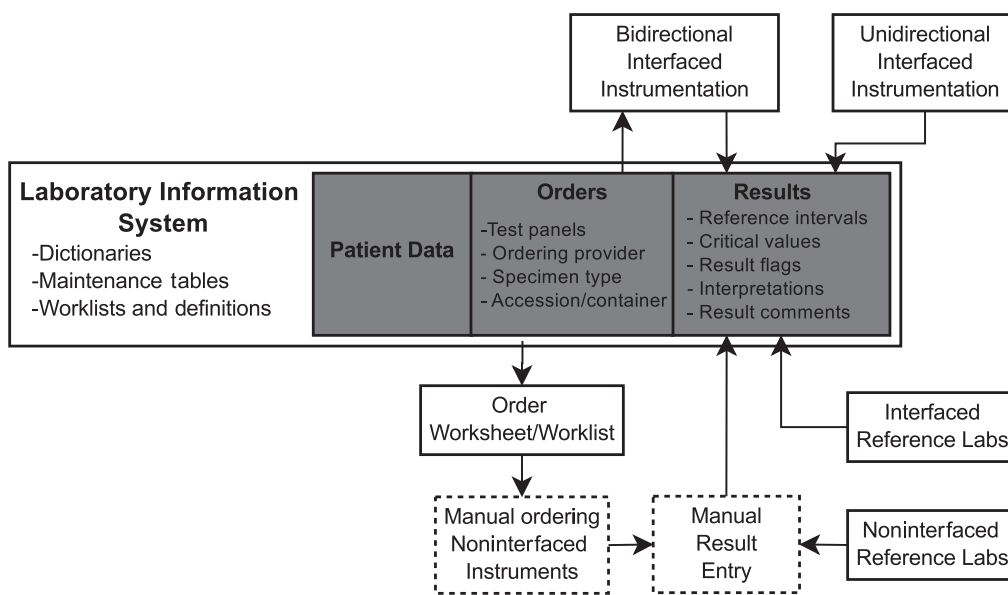 Bidirectional
Interfaced
Instrumentation
Unidirectional
Interfaced
Instrumentation
Laboratory Information
System
-Dictionaries
-Maintenance tables
-Worklists and definitions
Patient Data
Orders
-Test panels
- Ordering provider
- Specimen type
- Accession/container
Results
- Reference intervals
- Critical values
- Result flags
- Interpretations
- Result comments
Order
Worksheet/Worklist
Interfaced
Reference Labs
Manual ordering
Noninterfaced
Instruments
Manual
Result
Entry
Noninterfaced
Reference Labs